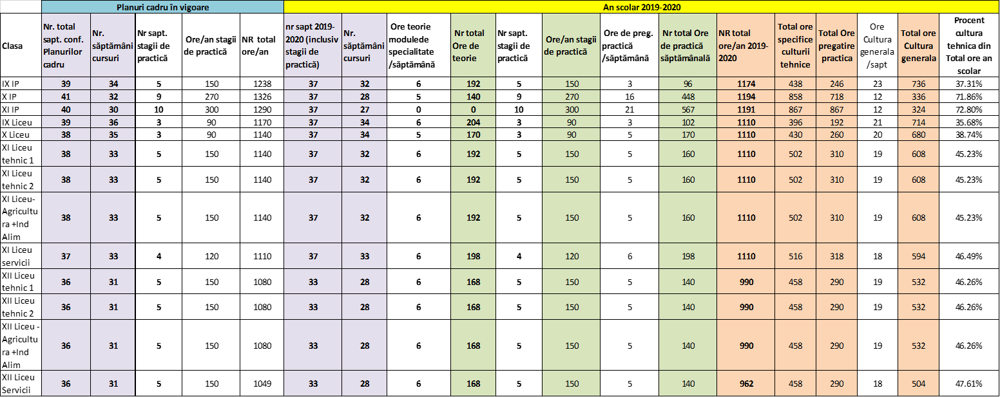 Planuri cadru în vigoare An scolar 2019-2020
Clasa Nr. total sapt. conf. Planurilor cadru Nr. săptămâni cursuri Nr sapt. stagii de practică Ore/an stagii de practică NR total ore/an nr sapt 2019-2020 (inclusiv stagii de practică) Nr. săptămâni cursuri Ore teorie modulede specialitate /săptămână Nr total Ore de teorie Nr sapt. stagii de practică Ore/an stagii de practică Ore de preg. practică /săptămână Nr total Ore de practică săptămânală NR total ore/an 2019-2020 Total ore specifice culturii tehnice Total Ore pregatire practica Ore Cultura generala /sapt Total ore Cultura generala Procent cultura tehnica din Total ore an scolar
IX IP 39 34 5 150 1238 37 32 6 192 5 150 3 96 1174 438 246 23 736 37.31%
X IP 41 32 9 270 1326 37 28 5 140 9 270 16 448 1194 858 718 12 336 71.86%
XI IP 40 30 10 300 1290 37 27 0 0 10 300 21 567 1191 867 867 12 324 72.80%
IX Liceu 39 36 3 90 1170 37 34 6 204 3 90 3 102 1110 396 192 21 714 35.68%
X Liceu 38 35 3 90 1140 37 34 5 170 3 90 5 170 1110 430 260 20 680 38.74%
XI Liceu tehnic 1 38 33 5 150 1140 37 32 6 192 5 150 5 160 1110 502 310 19 608 45.23%
XI Liceu tehnic 2 38 33 5 150 1140 37 32 6 192 5 150 5 160 1110 502 310 19 608 45.23%
XI Liceu- Agricultu ra +Ind Alim 38 33 5 150 1140 37 32 6 192 5 150 5 160 1110 502 310 19 608 45.23%
XI Liceu servicii 37 33 4 120 1110 37 33 6 198 4 120 6 198 1110 516 318 18 594 46.49%
XII Liceu tehnic 1 36 31 5 150 1080 33 28 6 168 5 150 5 140 990 458 290 19 532 46.26%
XII Liceu tehnic 2 36 31 5 150 1080 33 28 6 168 5 150 5 140 990 458 290 19 532 46.26%
XII Liceu - Agricultu ra +Ind Alim 36 31 5 150 1080 33 28 6 168 5 150 5 140 990 458 290 19 532 46.26%
XII Liceu Servicii 36 31 5 150 1049 33 28 6 168 5 150 5 140 962 458 290 18 504 47.61%